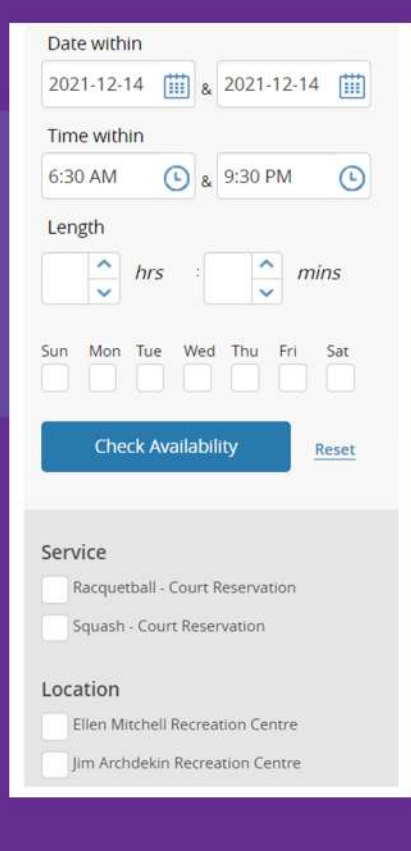 Date within
2021-12-14 & 2021-12-14
Time within
6:30 AM & 9:30 PM
Length
hrs : mins
Sun Mon Tue Wed Thu Fri Sat
Check Availability Reset
Service
Racquetball - Court Reservation
Squash - Court Reservation
Location
Ellen Mitchell Recreation Centre
Jim Archdekin Recreation Centre